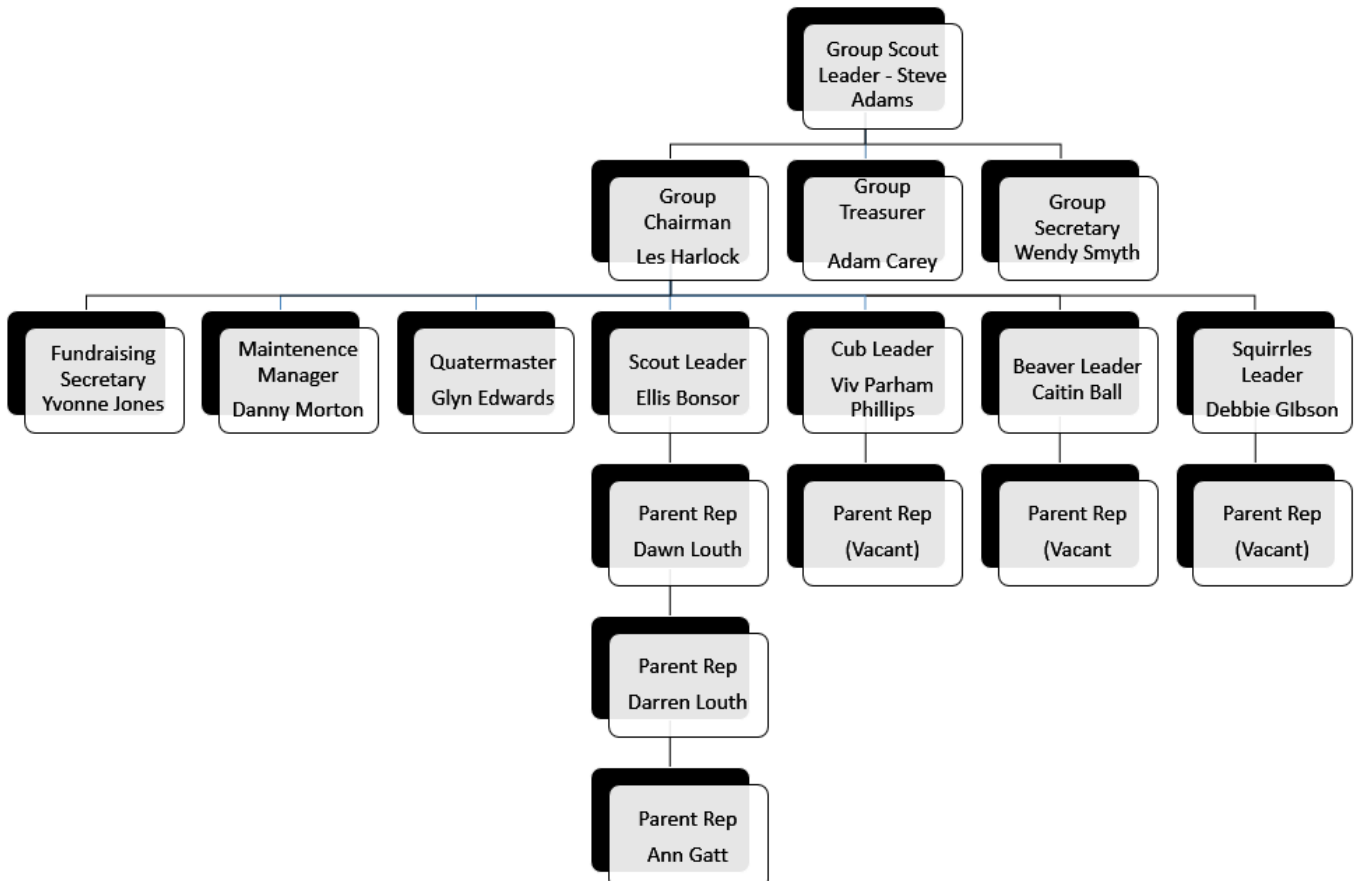 Group Scout
Leader - Steve
Adams
Group
Chairman
Les Harlock
Group
Treasurer
Adam Carey
Group
Secretary
Wendy Smyth
Fundraising
Secretary
Yvonne Jones
Maintenence
Manager
Danny Morton
Quatermaster
Glyn Edwards
Scout Leader
Ellis Bonsor
Cub Leader
Viv Parham
Phillips
Beaver Leader
Caitin Ball
Squirrles
Leader
Debbie GIbson
Parent Rep
Dawn Louth
Parent Rep
(Vacant)
Parent Rep
(Vacant
Parent Rep
(Vacant)
Parent Rep
Darren Louth
Parent Rep
Ann Gatt